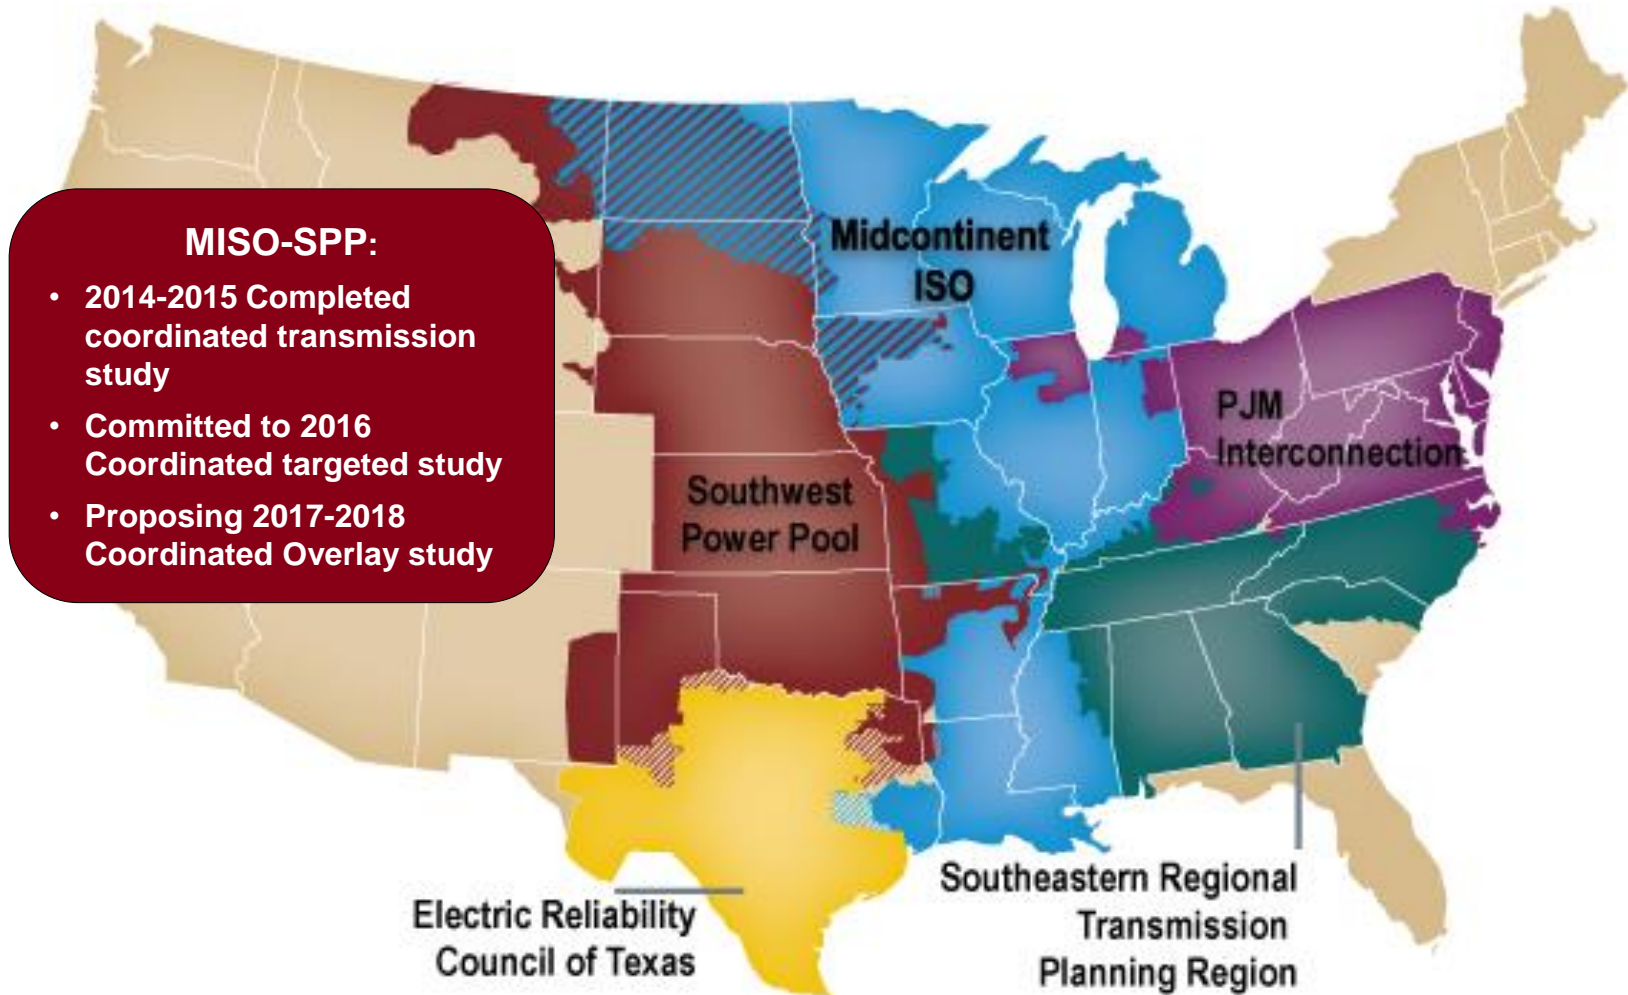 MISO-SPP:
• 2014-2015 Completed
coordinated transmission
study
• Committed to 2016
Coordinated targeted study
• Proposing 2017-2018
Coordinated Overlay study
Midcontinent
ISO
PJM
Interconnection
Southwest
Power Pool
Electric Reliability
Council of Texas
Southeastern Regional
Transmission
Planning Region